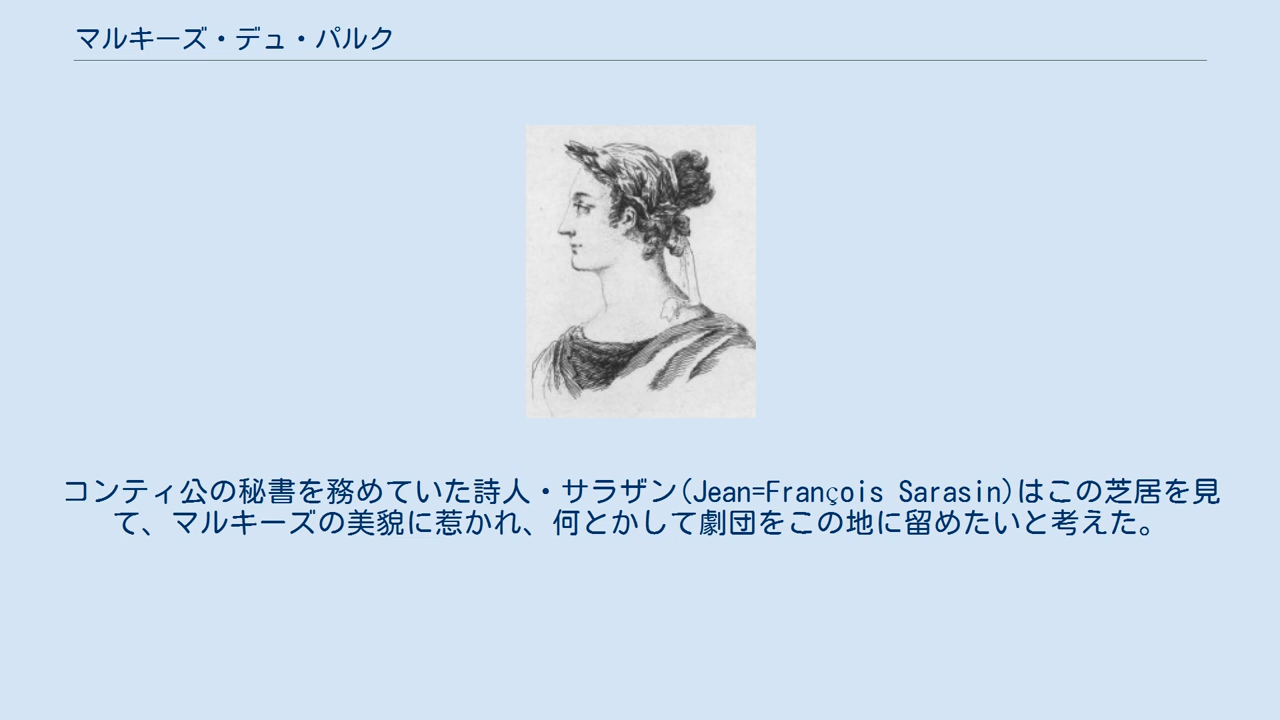 マルキーズ・デュ・パルク
コンティ公の秘書を務めていた詩人・サラザン(Jean=François Sarasin)はこの芝居を見
て、マルキーズの美貌に惹かれ、何とかして劇団をこの地に留めたいと考えた。